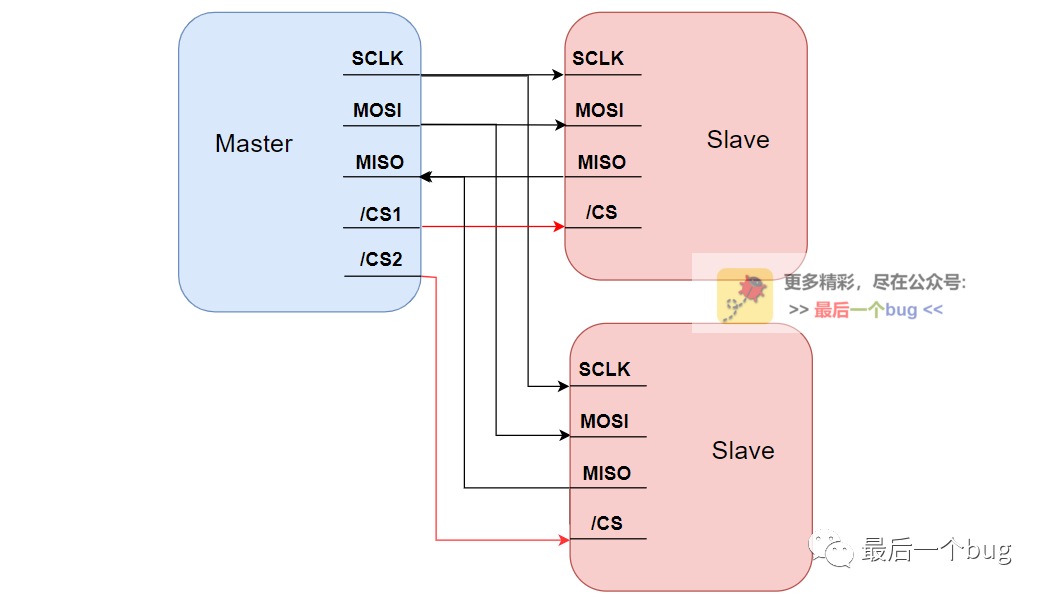 SCLK
MOSI
Master
MISO
/CS1
/CS2
SCLK
MOSI
Slave
MISO
/CS
更多精彩，尽在公众号:
>> 最后一个bug <<
SCLK
MOSI
Slave
MISO
/CS
最后一个bug